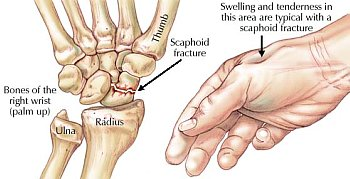 Thumb
Scaphoid
fracture
Bones of the
right wrist
(palm up)
Ulna
Radius
Swelling and tenderness in
this area are typical with a
scaphoid fracture